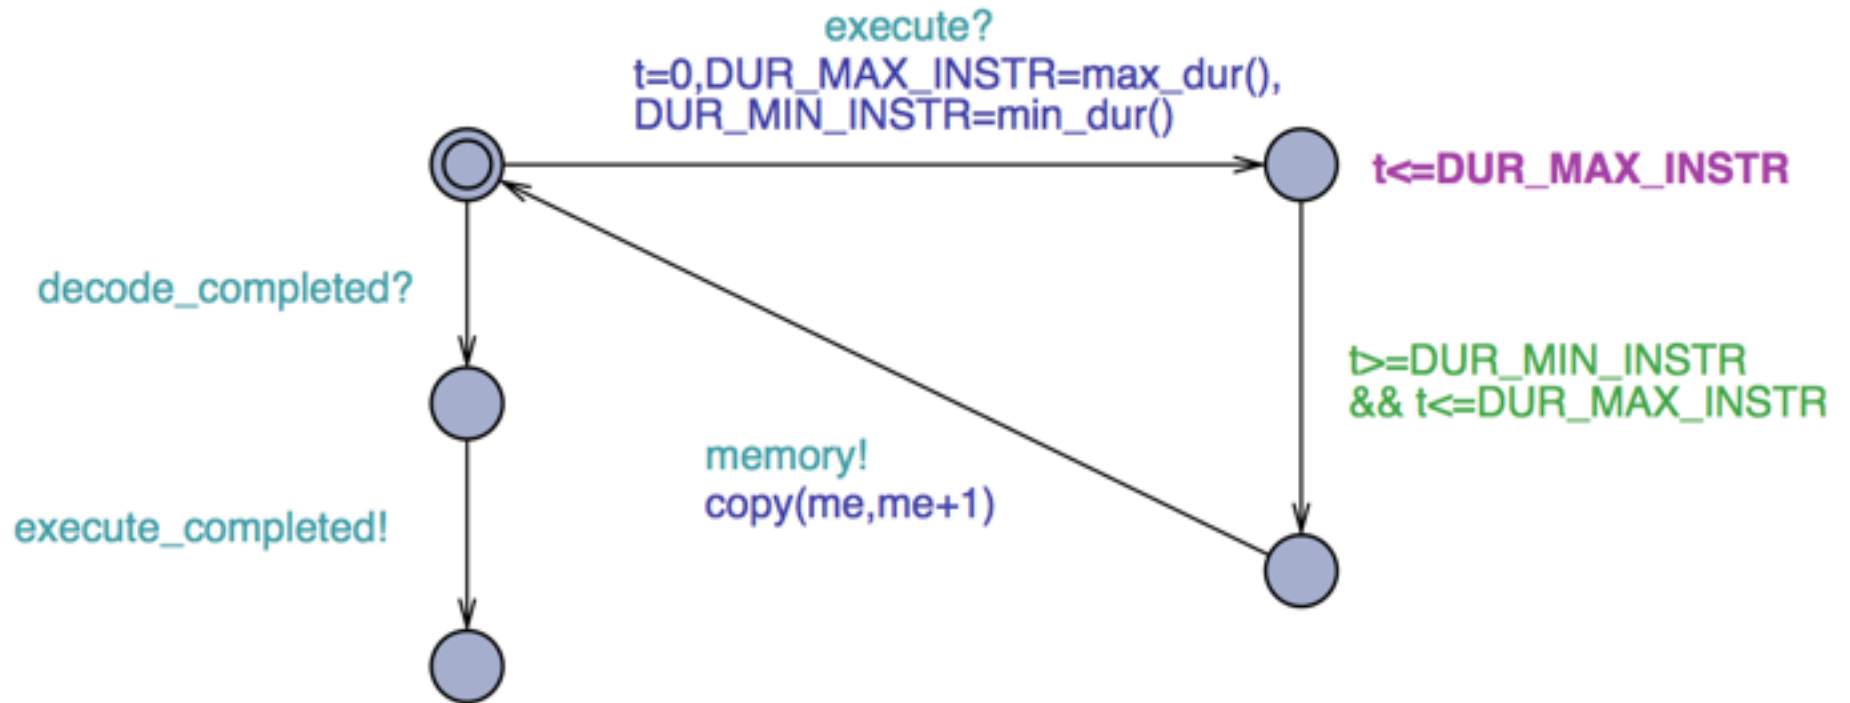 execute?
t=0,DUR_MAX_INSTR=max_dur(),
DUR_MIN_INSTR=min_dur()
t<=DUR_MAX_INSTR
decode_completed?
t>=DUR_MIN_INSTR
&& t<=DUR_MAX_INSTR
memory!
copy(me,me+1)
execute_completed!